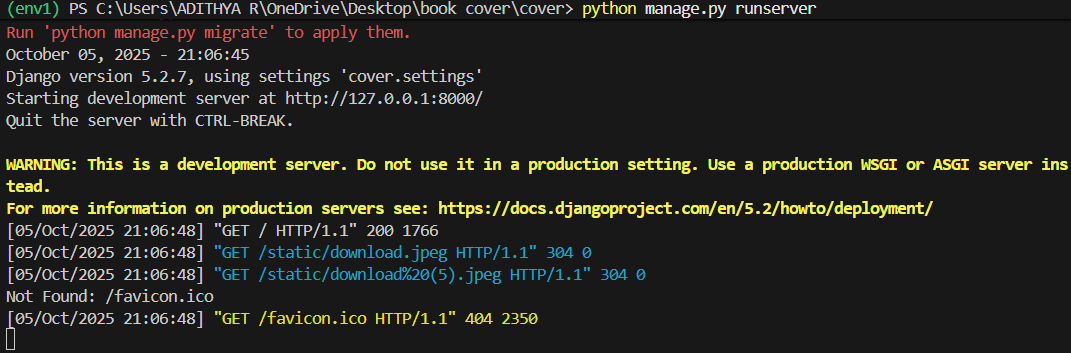 (env1) PS C:\Users\ADITHYA R\OneDrive\Desktop\book cover\cover> python manage.py runserver
Run 'python manage.py migrate' to apply them.
October 05, 2025 - 21:06:45
Django version 5.2.7, using settings 'cover.settings'
Starting development server at http://127.0.0.1:8000/
Quit the server with CTRL-BREAK.
WARNING: This is a development server. Do not use it in a production setting. Use a production WSGI or ASGI server ins
tead.
For more information on production servers see: https://docs.djangoproject.com/en/5.2/howto/deployment/
[05/Oct/2025 21:06:48] "GET / HTTP/1.1" 200 1766
[05/Oct/2025 21:06:48] "GET /static/download.jpeg HTTP/1.1" 304 0
[05/Oct/2025 21:06:48] "GET /static/download%20(5).jpeg HTTP/1.1" 304 0
Not Found: /favicon.ico
[05/Oct/2025 21:06:48] "GET /favicon.ico HTTP/1.1" 404 2350